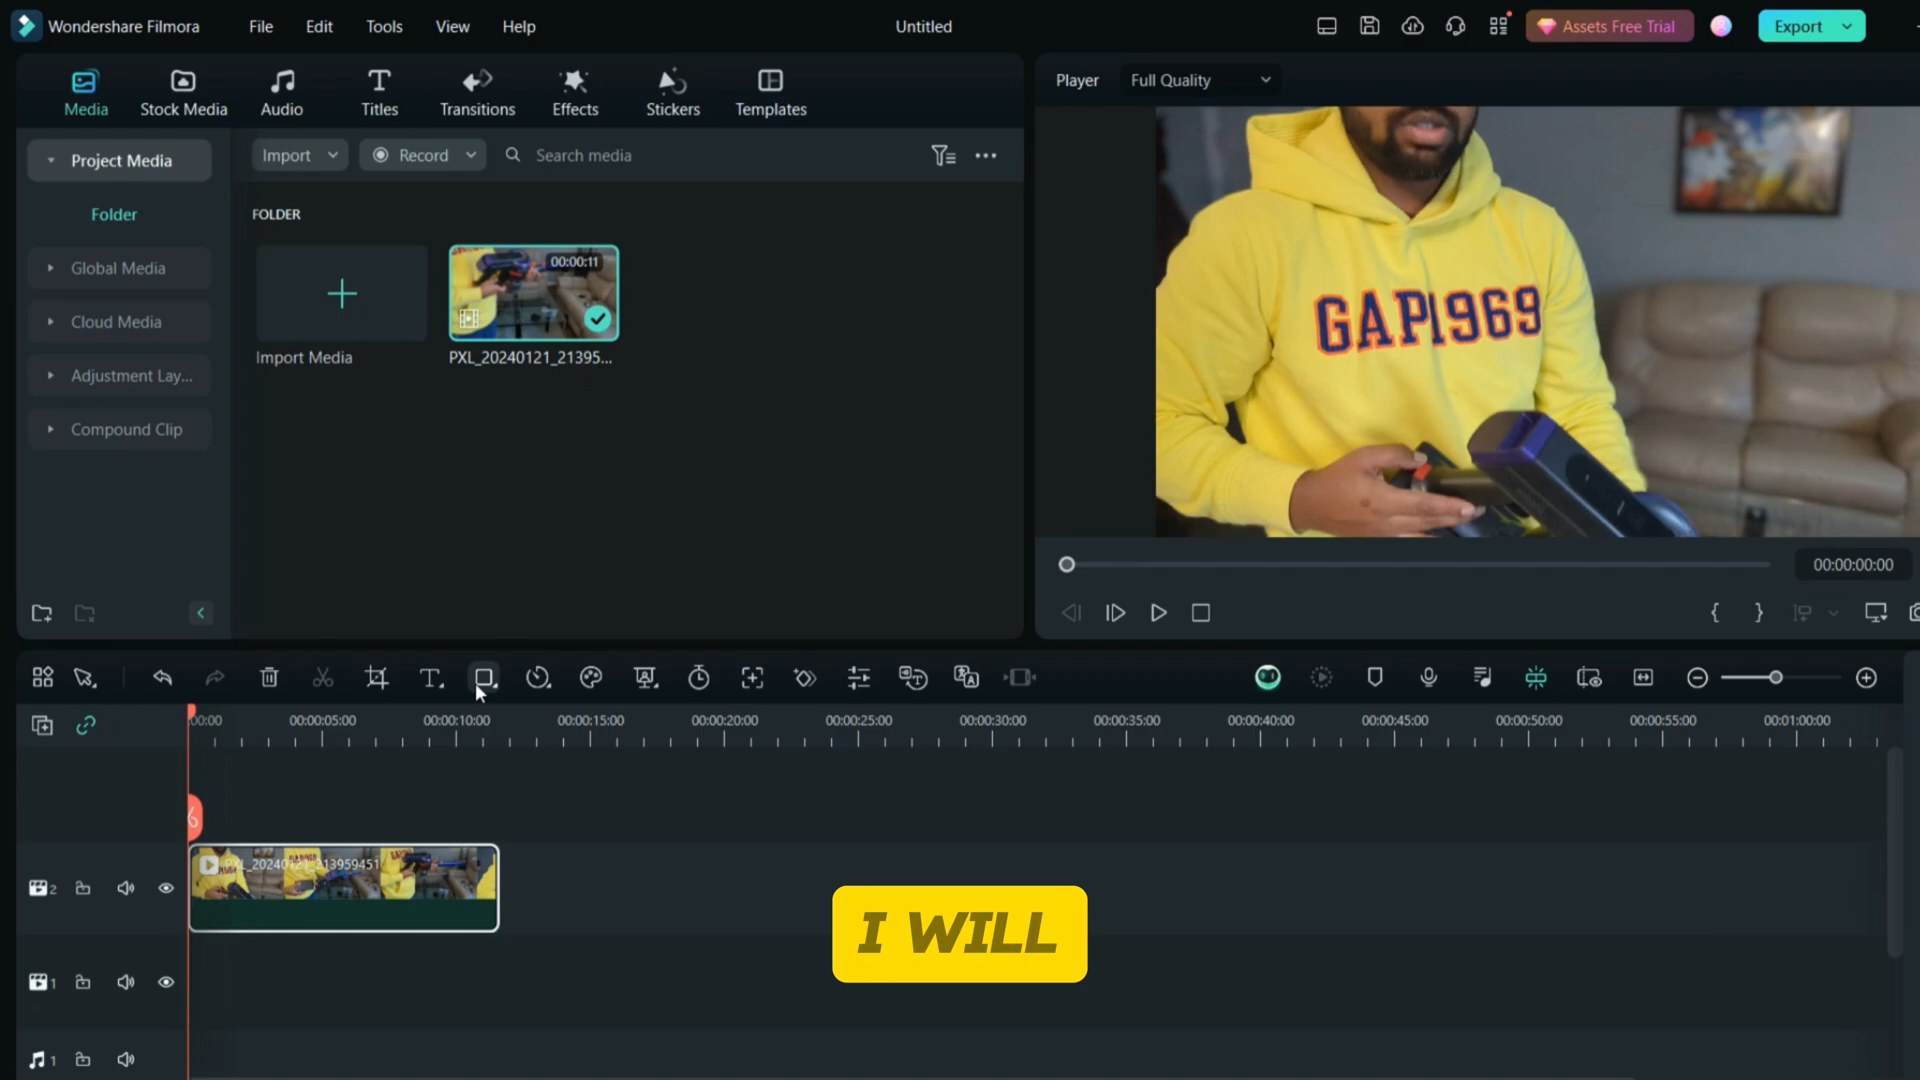 Wondershare Filmora
File
Edit
Tools
View
Help
Untitled
Assets Free Trial
Export
Media
Stock Media
Audio
Titles
Transitions
Effects
Stickers
Templates
Player
Full Quality
Project Media
Import
Record
Search media
Folder
FOLDER
Global Media
Cloud Media
Adjustment Lay...
Compound Clip
00:00:11
Import Media
PXL_20240121_21395...
GAP1969
00:00:00:00
00:00
00:00:05:00
00:00:10:00
00:00:15:00
00:00:20:00
00:00:25:00
00:00:30:00
00:00:35:00
00:00:40:00
00:00:45:00
00:00:50:00
00:00:55:00
00:01:00:00
PXL_20240121_213959451
2
I WILL
1
1